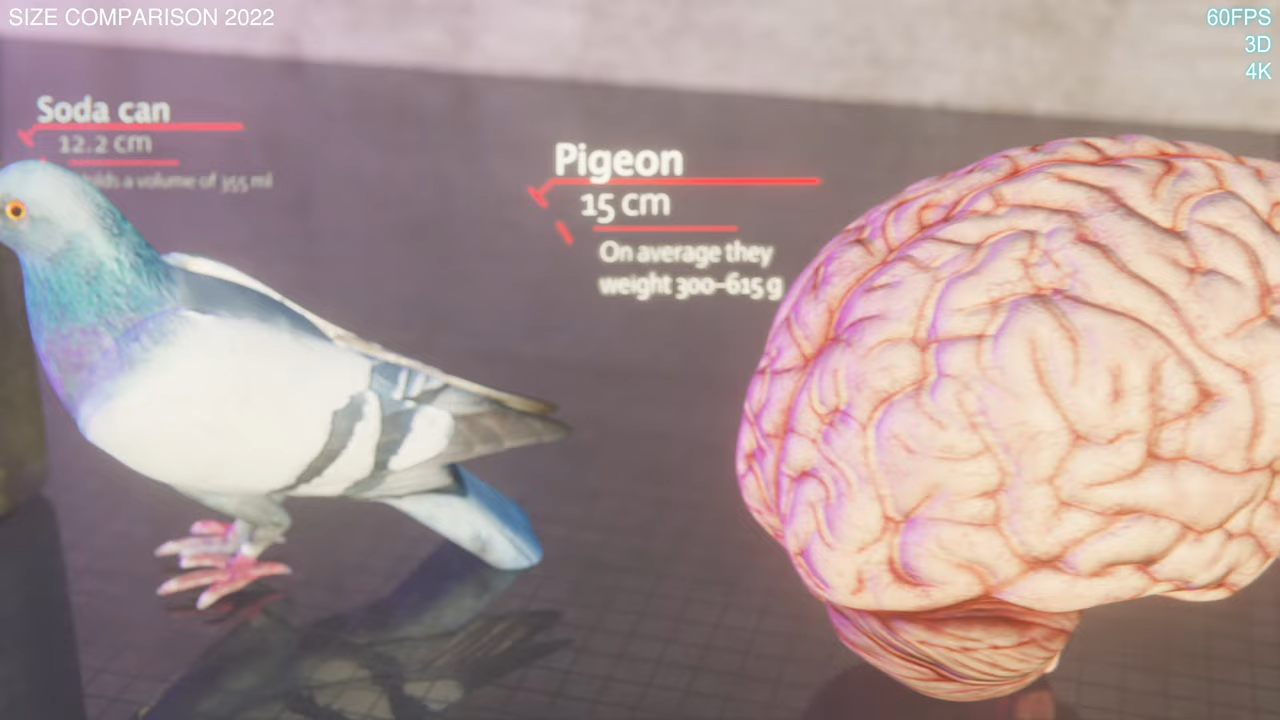 SIZE COMPARISON 2022
60FPS
3D
4K
Soda can
12.2 cm
holds a volume of 355 ml
Pigeon
15 cm
On average they
weight 300–615 g